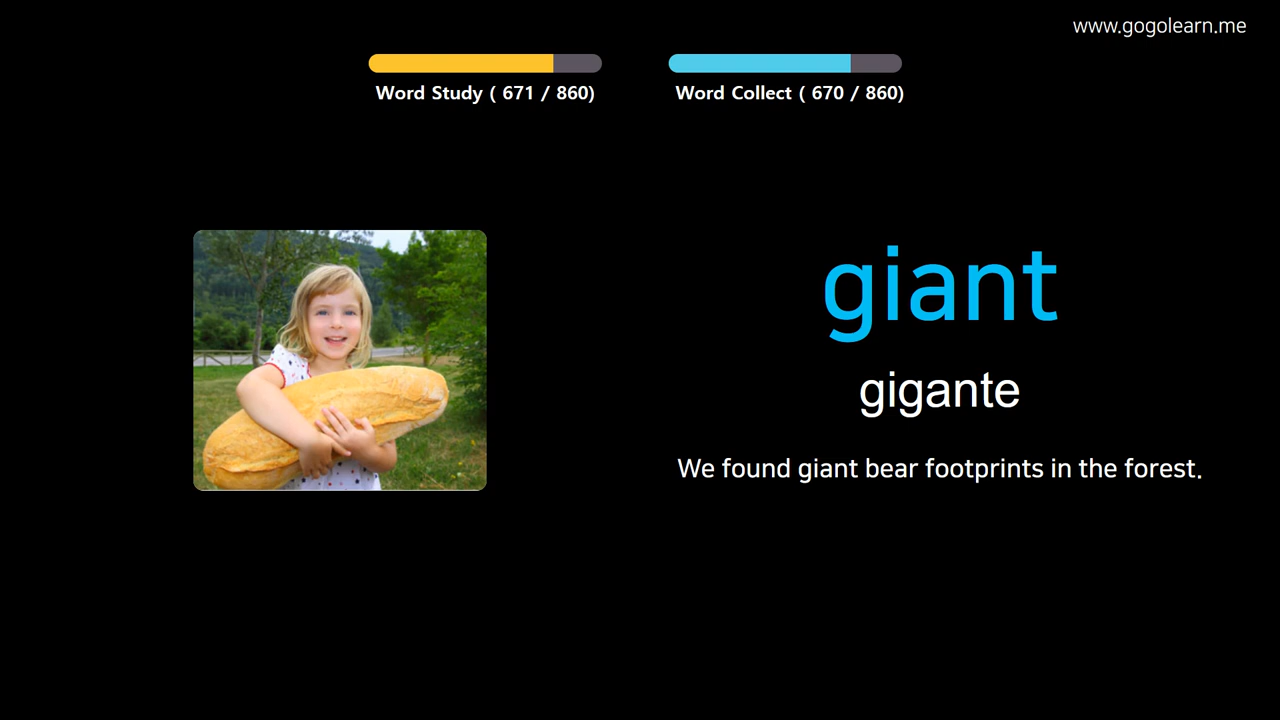 www.gogolearn.me
Word Study ( 671 / 860)
Word Collect ( 670 / 860)
giant
gigante
We found giant bear footprints in the forest.